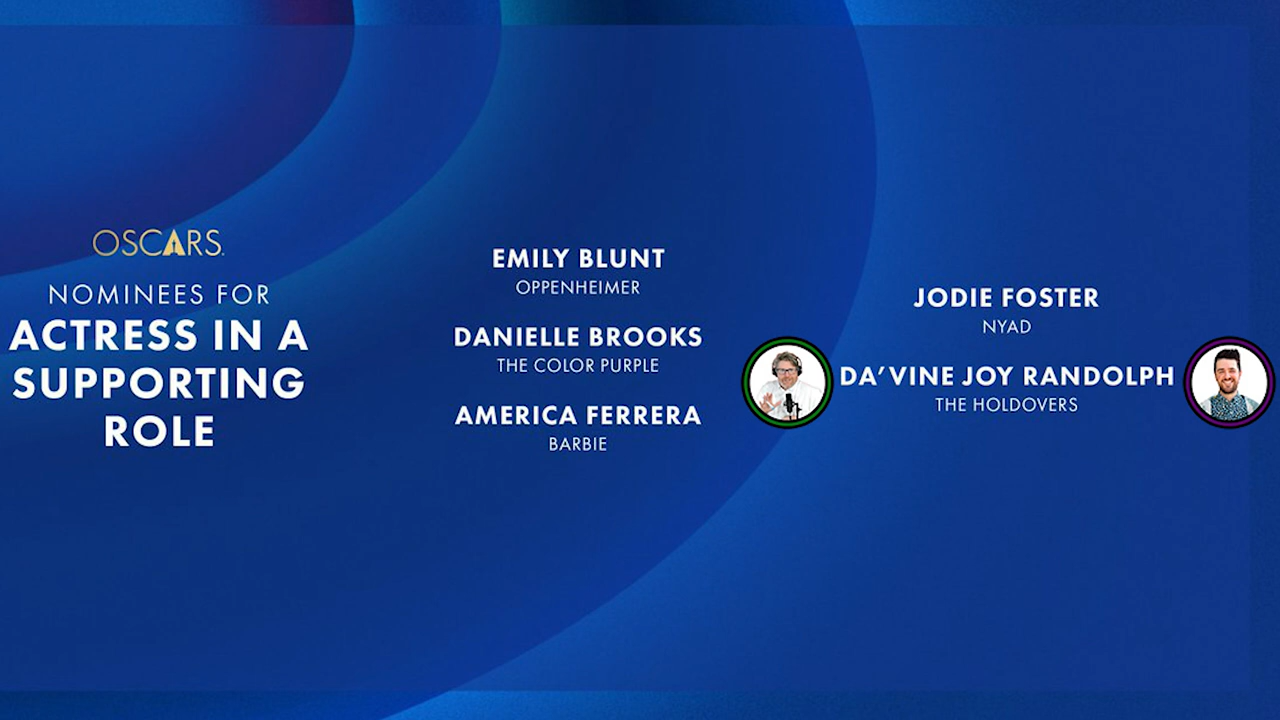 OSCARS.
NOMINEES FOR
ACTRESS IN A
SUPPORTING
ROLE
EMILY BLUNT
OPPENHEIMER
DANIELLE BROOKS
THE COLOR PURPLE
AMERICA FERRERA
BARBIE
JODIE FOSTER
NYAD
DA’VINE JOY RANDOLPH
THE HOLDOVERS